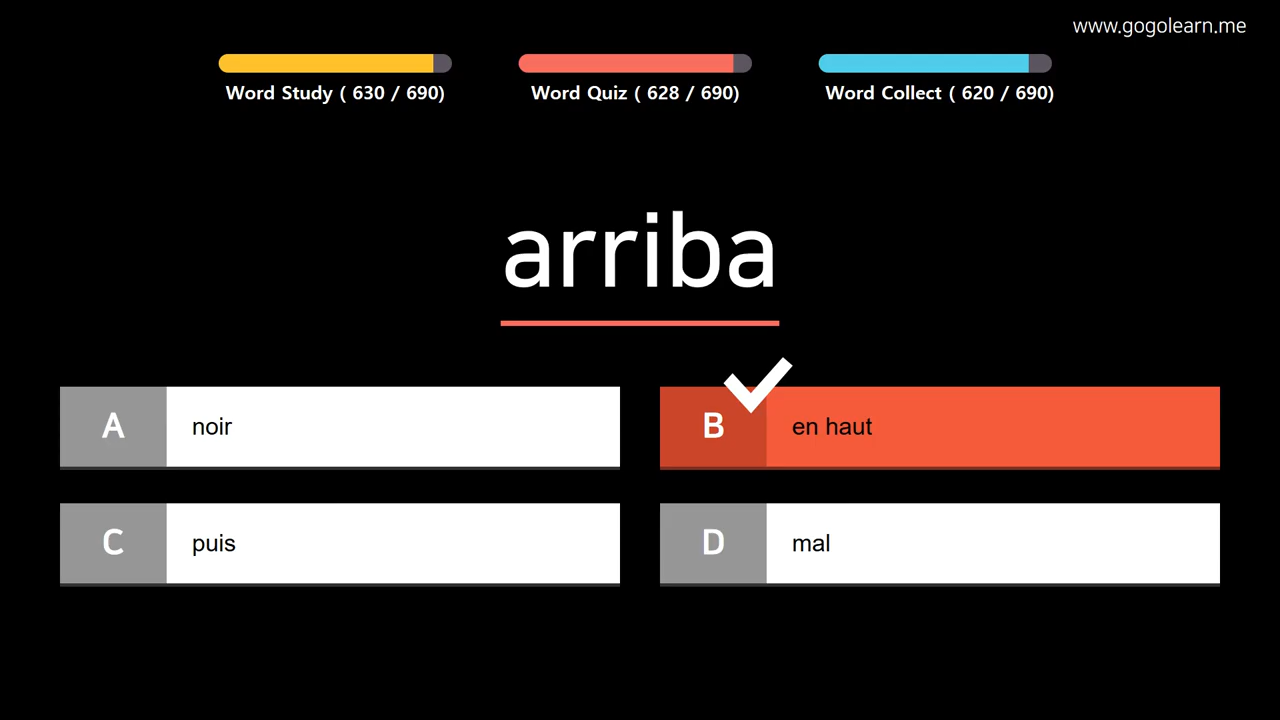 www.gogolearn.me
Word Study ( 630 / 690)
Word Quiz ( 628 / 690)
Word Collect ( 620 / 690)
arriba
A noir
B en haut
C puis
D mal